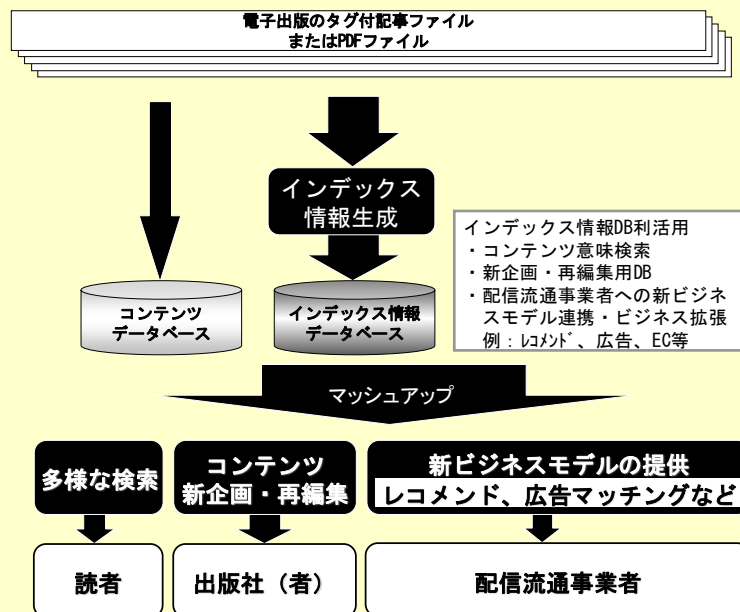 電子出版のタグ付記事ファイル
またはPDFファイル
インデックス
情報生成
インデックス情報DB利活用
・コンテンツ意味検索
・新企画・再編集用DB
・配信流通事業者への新ビジネ
スモデル連携・ビジネス拡張
例：ﾚｺﾒﾝﾄﾞ、広告、EC等
コンテンツ
データベース
インデックス情報
データベース
マッシュアップ
多様な検索
コンテンツ
新企画・再編集
新ビジネスモデルの提供
レコメンド、広告マッチングなど
読者
出版社（者）
配信流通事業者